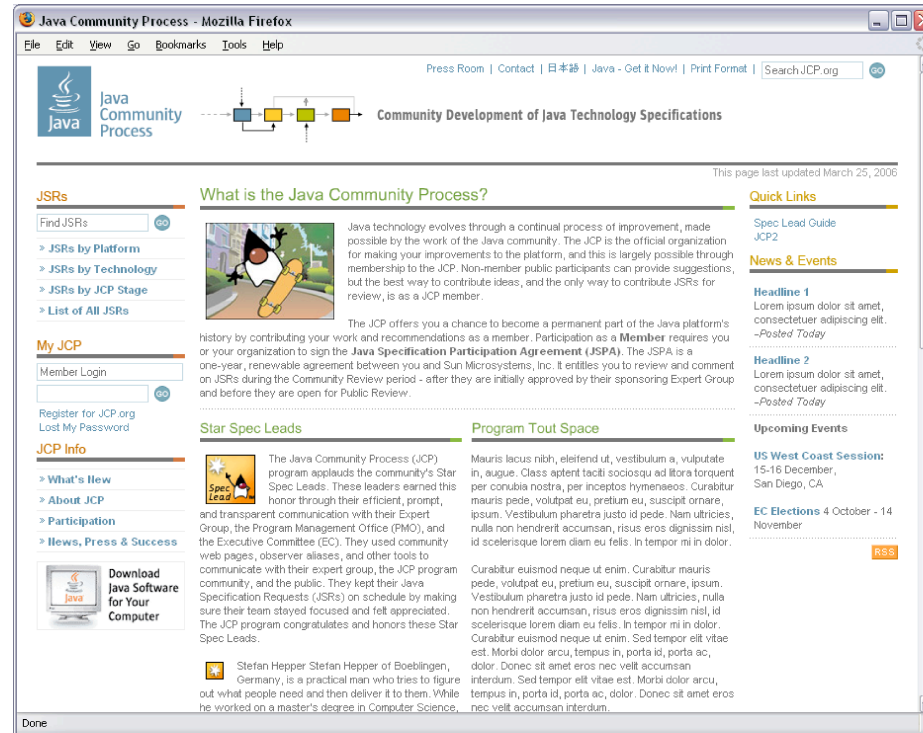 Java Community Process - Mozilla Firefox
File Edit View Go Bookmarks Tools Help
Press Room | Contact | 日本語 | Java - Get it Now! | Print Format | Search JCP.org GO
Java
Java
Community
Process
Community Development of Java Technology Specifications
This page last updated March 25, 2006
JSRs
Find JSRs GO
» JSRs by Platform
» JSRs by Technology
» JSRs by JCP Stage
» List of All JSRs
My JCP
Member Login
GO
Register for JCP.org
Lost My Password
JCP Info
» What's New
» About JCP
» Participation
» News, Press & Success
Java
Download
Java Software
for Your
Computer
What is the Java Community Process?
Java technology evolves through a continual process of improvement, made
possible by the work of the Java community. The JCP is the official organization
for making your improvements to the platform, and this is largely possible through
membership to the JCP. Non-member public participants can provide suggestions,
but the best way to contribute ideas, and the only way to contribute JSRs for
review, is as a JCP member.
The JCP offers you a chance to become a permanent part of the Java platform's
history by contributing your work and recommendations as a member. Participation as a Member requires you
or your organization to sign the Java Specification Participation Agreement (JSPA). The JSPA is a
one-year, renewable agreement between you and Sun Microsystems, Inc. It entitles you to review and comment
on JSRs during the Community Review period - after they are initially approved by their sponsoring Expert Group
and before they are open for Public Review.
Star Spec Leads
Spec
Lead
The Java Community Process (JCP)
program applauds the community's Star
Spec Leads. These leaders earned this
honor through their efficient, prompt,
and transparent communication with their Expert
Group, the Program Management Office (PMO), and
the Executive Committee (EC). They used community
web pages, observer aliases, and other tools to
communicate with their expert group, the JCP program
community, and the public. They kept their Java
Specification Requests (JSRs) on schedule by making
sure their team stayed focused and felt appreciated.
The JCP program congratulates and honors these Star
Spec Leads.
Stefan Hepper Stefan Hepper of Boeblingen,
Germany, is a practical man who tries to figure
out what people need and then deliver it to them. While
he worked on a master's degree in Computer Science,
Program Tout Space
Mauris lacus nibh, eleifend ut, vestibulum a, vulputate
in, augue. Class aptent taciti sociosqu ad litora torquent
per conubia nostra, per inceptos hymenaeos. Curabitur
mauris pede, volutpat eu, pretium eu, suscipit ornare,
ipsum. Vestibulum pharetra justo id pede. Nam ultricies,
nulla non hendrerit accumsan, risus eros dignissim nisl,
id scelerisque lorem diam eu felis. In tempor mi in dolor.
Curabitur euismod neque ut enim. Curabitur mauris
pede, volutpat eu, pretium eu, suscipit ornare, ipsum.
Vestibulum pharetra justo id pede. Nam ultricies, nulla
non hendrerit accumsan, risus eros dignissim nisl, id
scelerisque lorem diam eu felis. In tempor mi in dolor.
Curabitur euismod neque ut enim. Sed tempor elit vitae
est. Morbi dolor arcu, tempus in, porta id, porta ac,
dolor. Donec sit amet eros nec velit accumsan
interdum. Sed tempor elit vitae est. Morbi dolor arcu,
tempus in, porta id, porta ac, dolor. Donec sit amet eros
nec velit accumsan interdum.
Quick Links
Spec Lead Guide
JCP2
News & Events
Headline 1
Lorem ipsum dolor sit amet,
consectetuer adipiscing elit.
–Posted Today
Headline 2
Lorem ipsum dolor sit amet,
consectetuer adipiscing elit.
–Posted Today
Upcoming Events
US West Coast Session:
15-16 December,
San Diego, CA
EC Elections 4 October - 14
November
RSS
Done